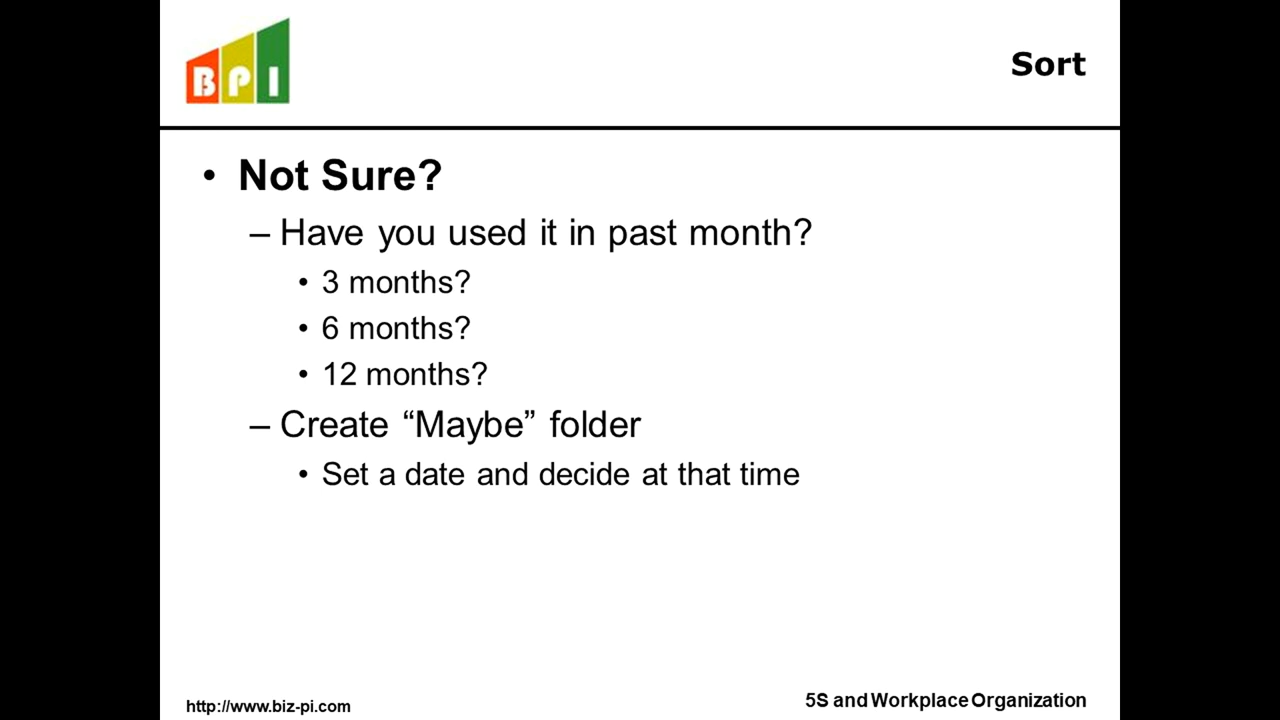 BPI
Sort
• Not Sure?
– Have you used it in past month?
• 3 months?
• 6 months?
• 12 months?
– Create “Maybe” folder
• Set a date and decide at that time
http://www.biz-pi.com
5S and Workplace Organization